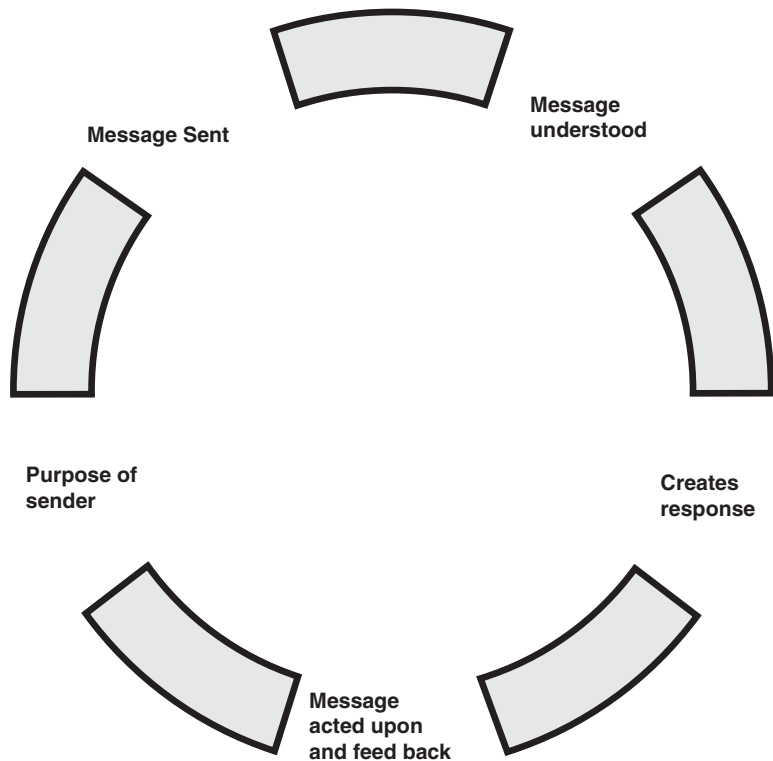 Message Sent
Message
understood
Purpose of
sender
Creates
response
Message
acted upon
and feed back